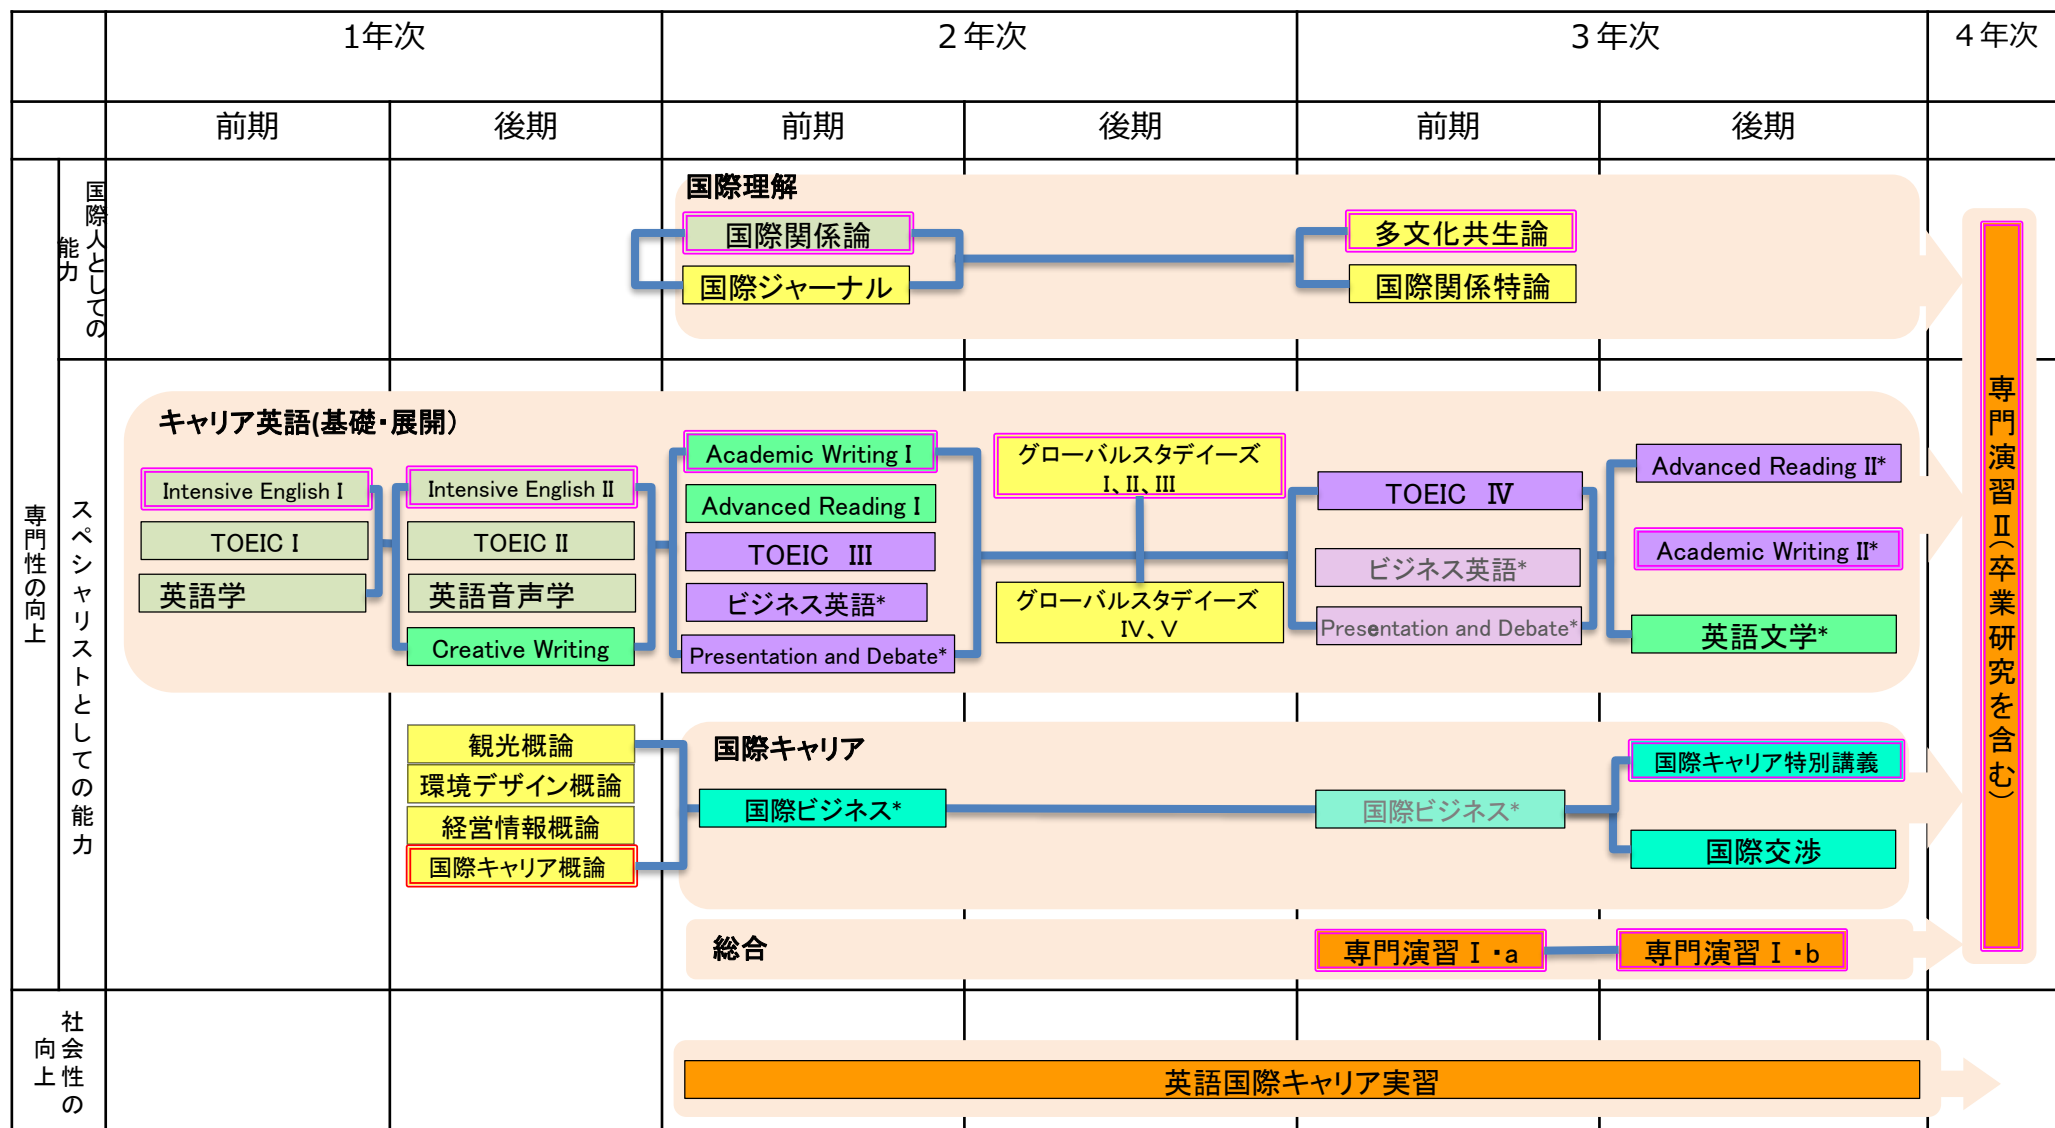 1年次
２年次
３年次
４年次
前期
後期
前期
後期
前期
後期
専門性の向上
国際人としての
能力
国際理解
国際関係論
国際ジャーナル
多文化共生論
国際関係特論
スペシャリストとしての能力
キャリア英語(基礎・展開）
Intensive English I
TOEIC I
英語学
Intensive English II
TOEIC II
英語音声学
Creative Writing
Academic Writing I
Advanced Reading I
TOEIC Ⅲ
ビジネス英語*
Presentation and Debate*
グローバルスタデイーズ
I、II、III
グローバルスタデイーズ
IV、V
TOEIC Ⅳ
ビジネス英語*
Presentation and Debate*
Advanced Reading II*
Academic Writing II*
英語文学*
観光概論
環境デザイン概論
経営情報概論
国際キャリア概論
国際キャリア
国際ビジネス*
国際ビジネス*
国際キャリア特別講義
国際交渉
総合
専門演習Ⅰ・a
専門演習Ⅰ・b
専門演習Ⅱ（卒業研究を含む）
社会性の
向上
英語国際キャリア実習